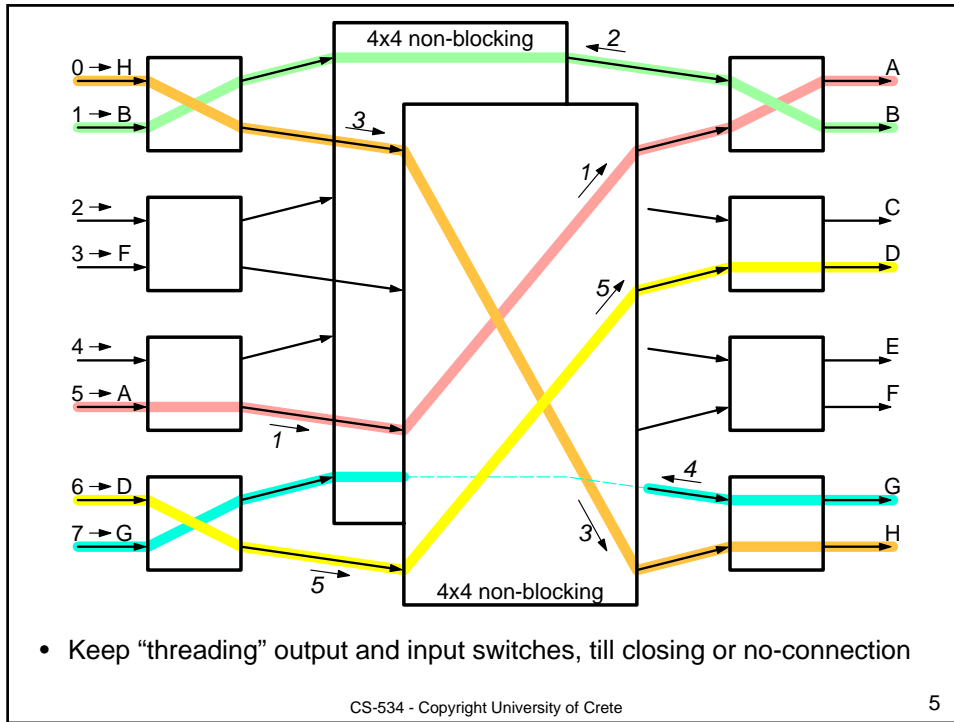 4x4 non-blocking
2
0 → H
A
1 → B
B
3
1
2 →
C
3 → F
D
5
4 →
E
5 → A
F
1
4
6 → D
G
7 → G
3
H
5
4x4 non-blocking
• Keep “threading” output and input switches, till closing or no-connection
CS-534 - Copyright University of Crete
5